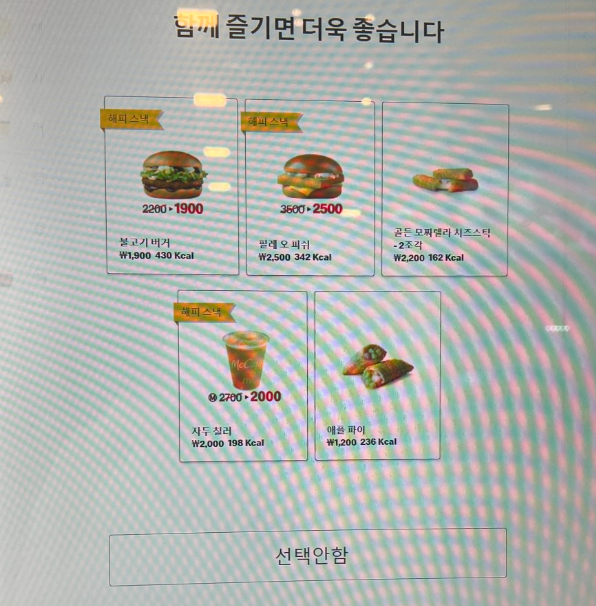 함께 즐기면 더욱 좋습니다
해피 스낵
해피 스낵
2200 ▸ 1900
3500 ▸ 2500
불고기 버거
₩1,900 430 Kcal
필레 오 피쉬
₩2,500 342 Kcal
골든 모짜렐라 치즈스틱
- 2조각
₩2,200 162 Kcal
해피 스낵
McCafé
Ⓜ 2700 ▸ 2000
자두 칠러
₩2,000 198 Kcal
애플 파이
₩1,200 236 Kcal
선택안함